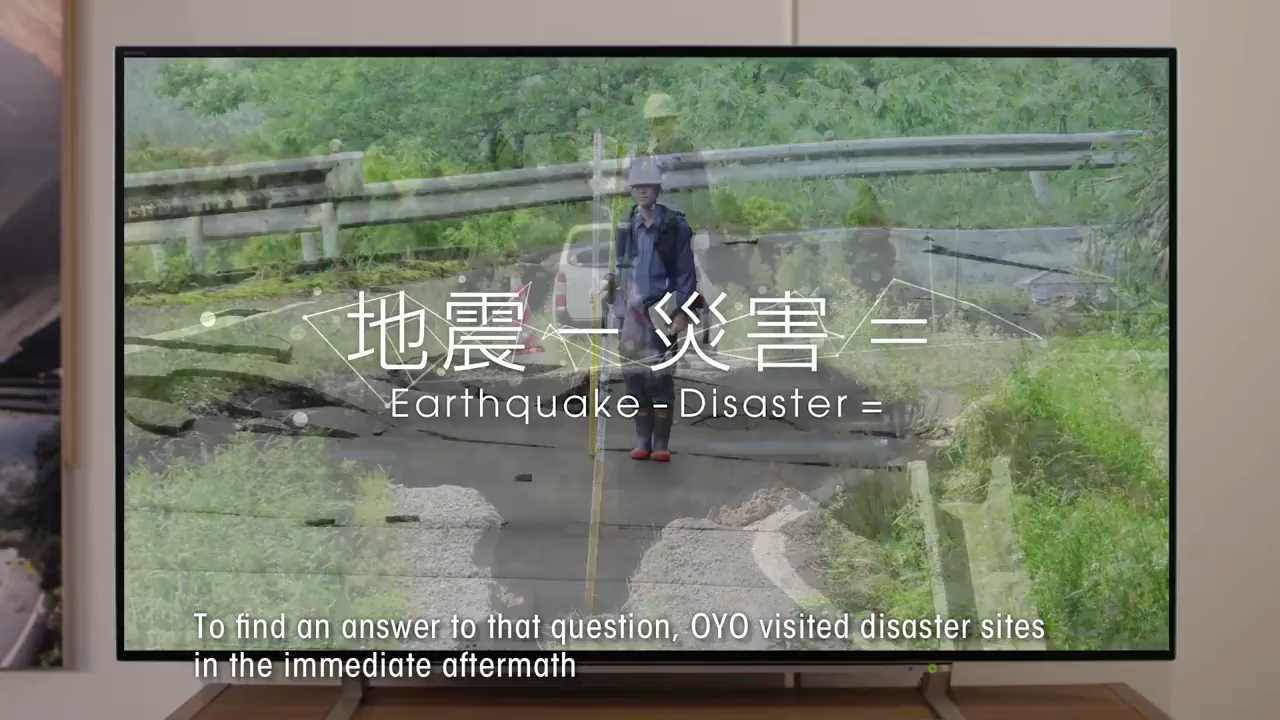 地震－災害＝
Earthquake – Disaster =
To find an answer to that question, OYO visited disaster sites
in the immediate aftermath